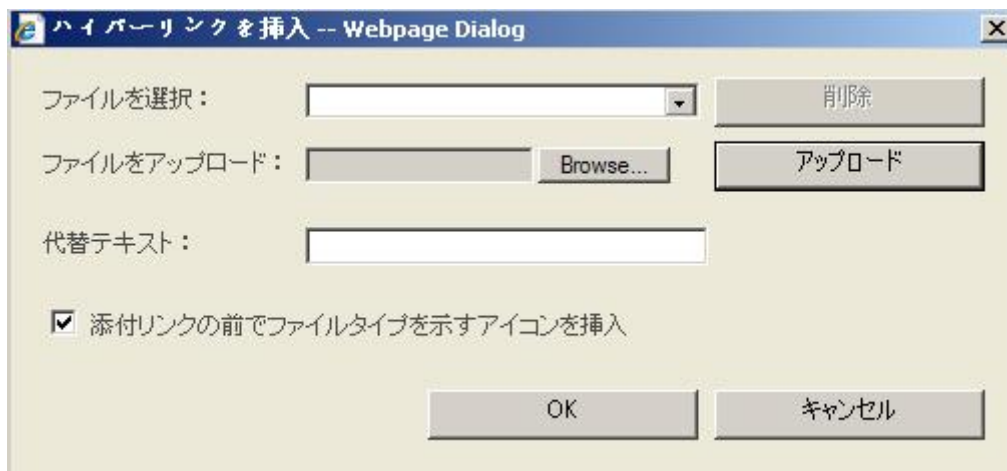 ハイパーリンクを挿入 -- Webpage Dialog
ファイルを選択： 削除
ファイルをアップロード： Browse... アップロード
代替テキスト：
添付リンクの前でファイルタイプを示すアイコンを挿入
OK キャンセル